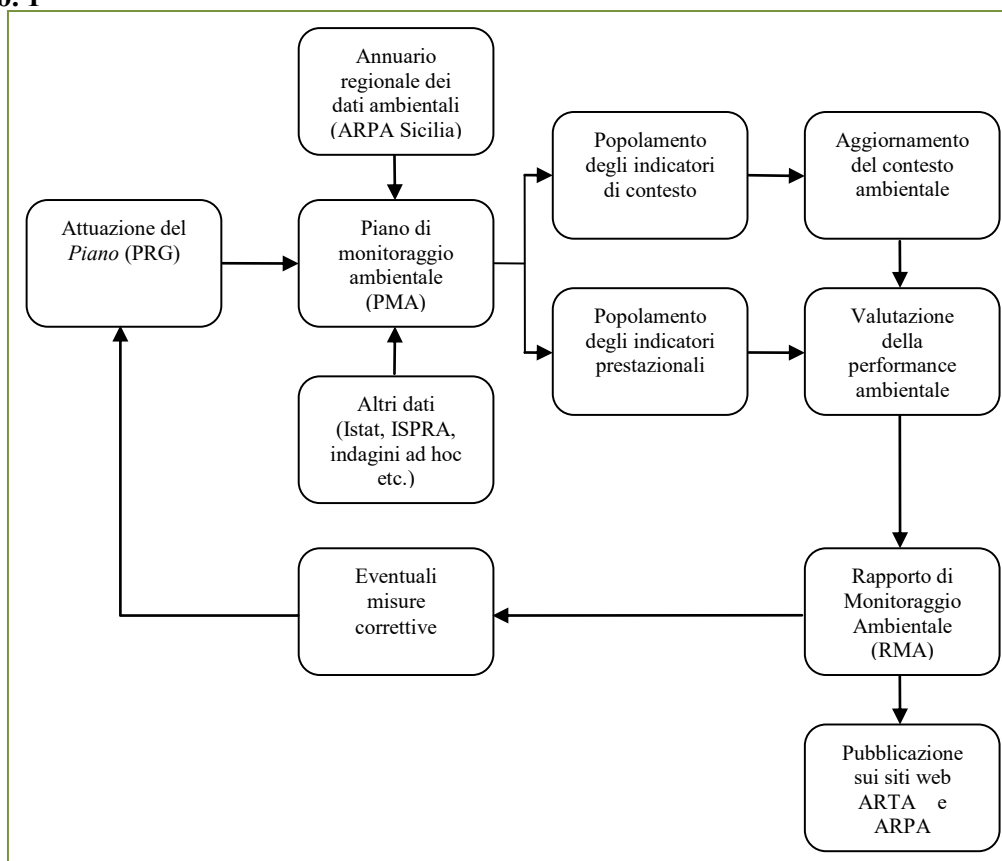 Annuario
regionale dei
dati ambientali
(ARPA Sicilia)
Popolamento
degli indicatori
di contesto
Aggiornamento
del contesto
ambientale
Attuazione del
Piano (PRG)
Piano di
monitoraggio
ambientale
(PMA)
Popolamento
degli indicatori
prestazionali
Valutazione
della
performance
ambientale
Altri dati
(Istat, ISPRA,
indagini ad hoc
etc.)
Eventuali
misure
correttive
Rapporto di
Monitoraggio
Ambientale
(RMA)
Pubblicazione
sui siti web
ARTA e
ARPA